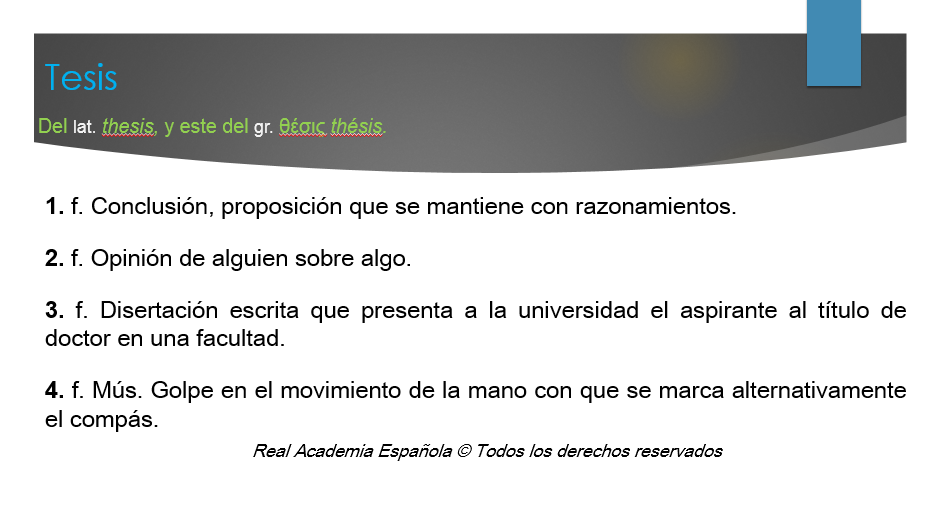 Tesis
Del lat. thesis, y este del gr. θέσις thésis.
1. f. Conclusión, proposición que se mantiene con razonamientos.
2. f. Opinión de alguien sobre algo.
3. f. Disertación escrita que presenta a la universidad el aspirante al título de
doctor en una facultad.
4. f. Mús. Golpe en el movimiento de la mano con que se marca alternativamente
el compás.
Real Academia Española © Todos los derechos reservados